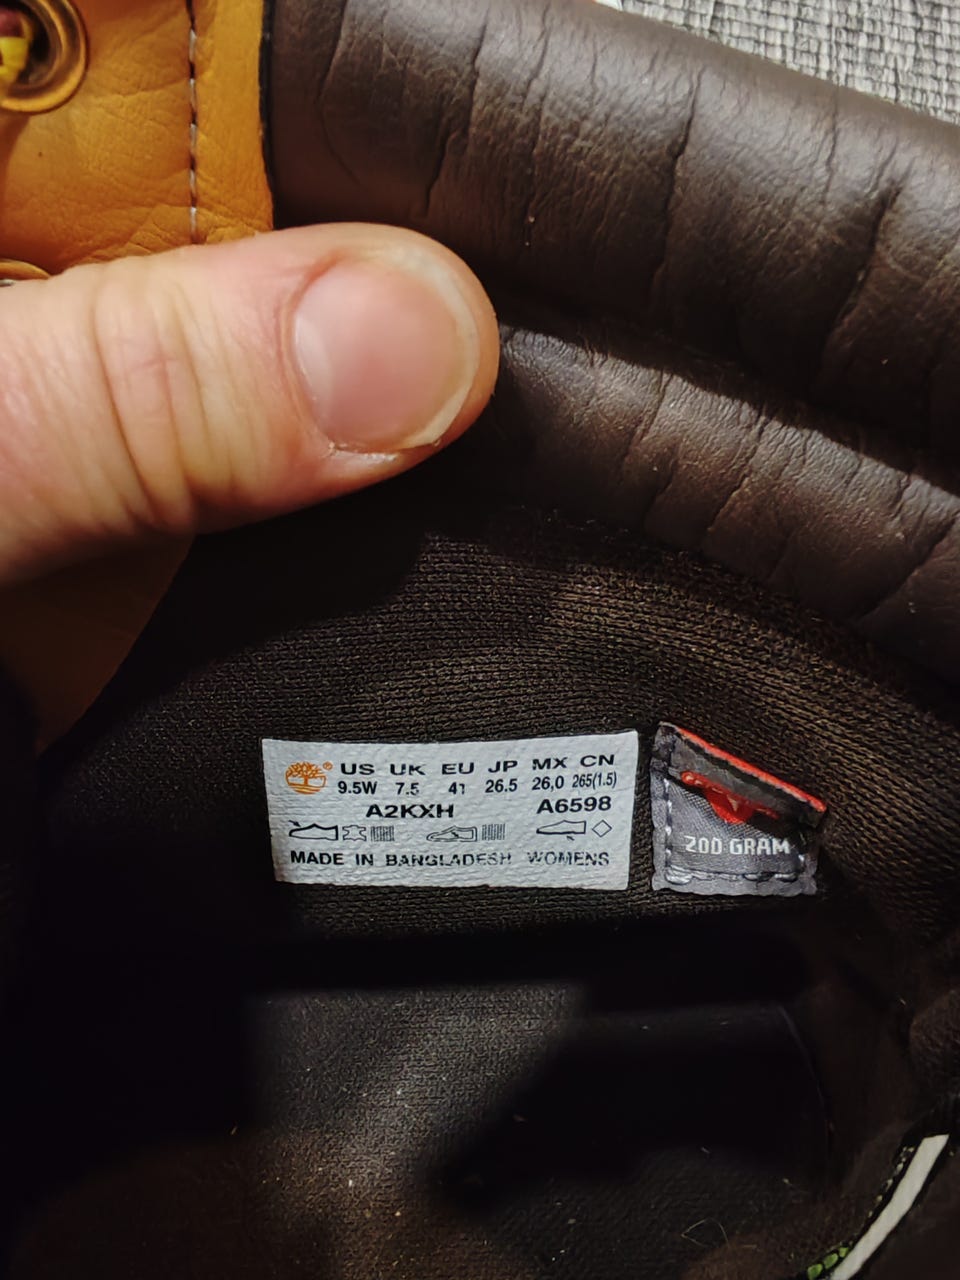 US UK EU JP MX CN
9.5W 7.5 41 26.5 26,0 265(1.5)
A2KXH A6598
MADE IN BANGLADESH WOMENS
200 GRAM